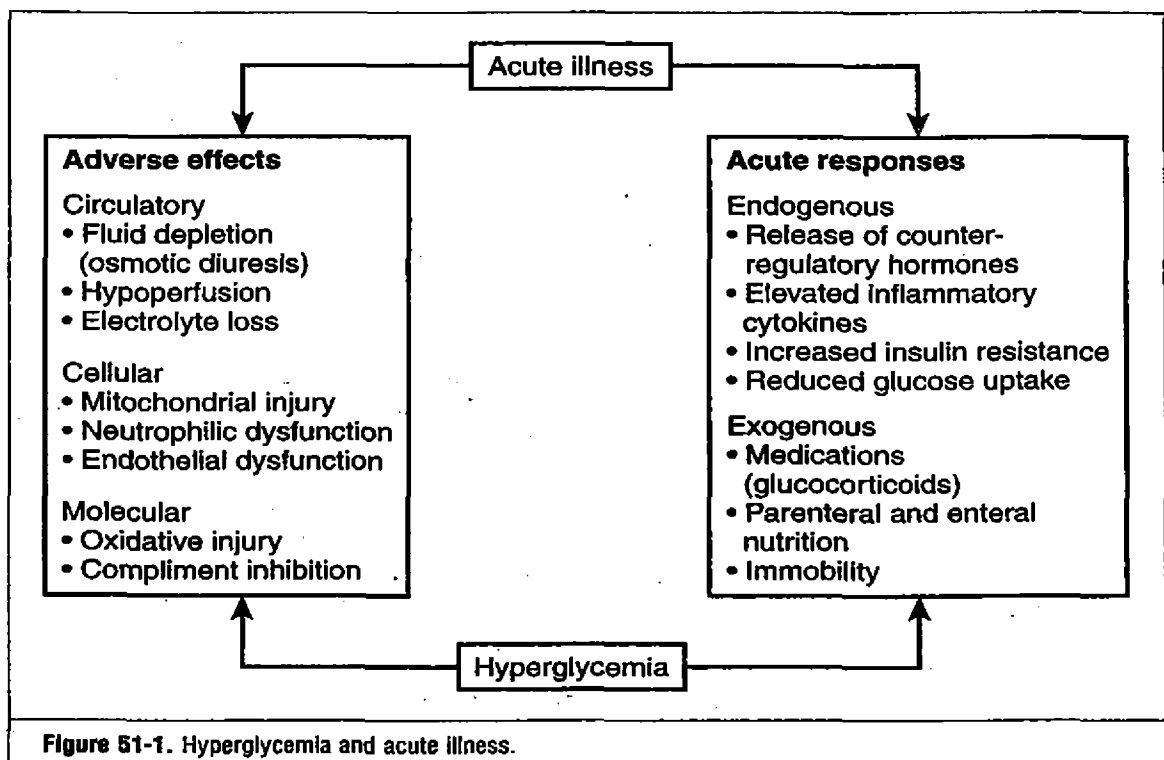 Acute illness
Adverse effects
Circulatory
• Fluid depletion
(osmotic diuresis)
• Hypoperfusion
• Electrolyte loss
Cellular
• Mitochondrial injury
• Neutrophilic dysfunction
• Endothelial dysfunction
Molecular
• Oxidative injury
• Compliment inhibition
Acute responses
Endogenous
• Release of counter-
regulatory hormones
• Elevated inflammatory
cytokines
• Increased insulin resistance
• Reduced glucose uptake
Exogenous
• Medications
(glucocorticoids)
• Parenteral and enteral
nutrition
• Immobility
Hyperglycemia
Figure 51-1. Hyperglycemia and acute illness.